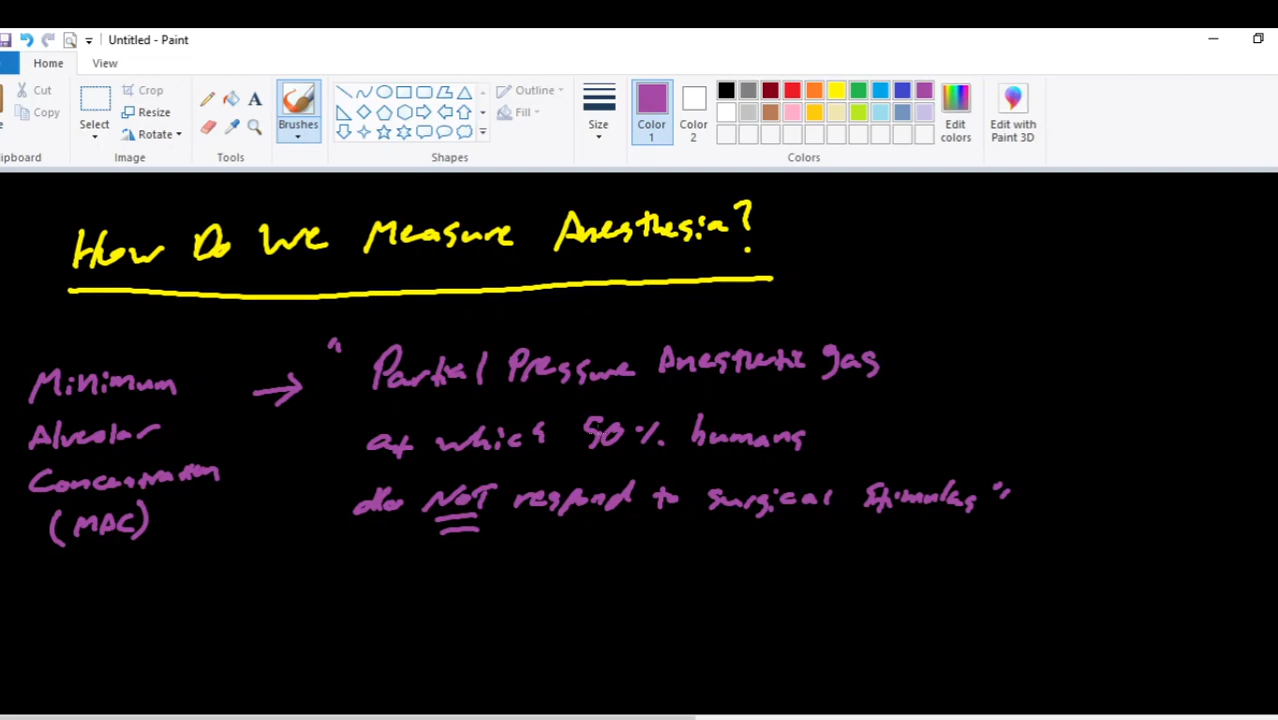 Untitled - Paint
Home
View
Cut
Copy
lipboard
Select
Crop
Resize
Rotate
Image
Tools
Brushes
Shapes
Outline
Fill
Size
Color 1
Color 2
Colors
Edit colors
Edit with Paint 3D
How Do We Measure Anesthesia?
Minimum
Alveolar
Concentration
(MAC)
→ " Partial Pressure Anesthetic gas
at which 50% humans
do NOT respond to surgical stimulus "